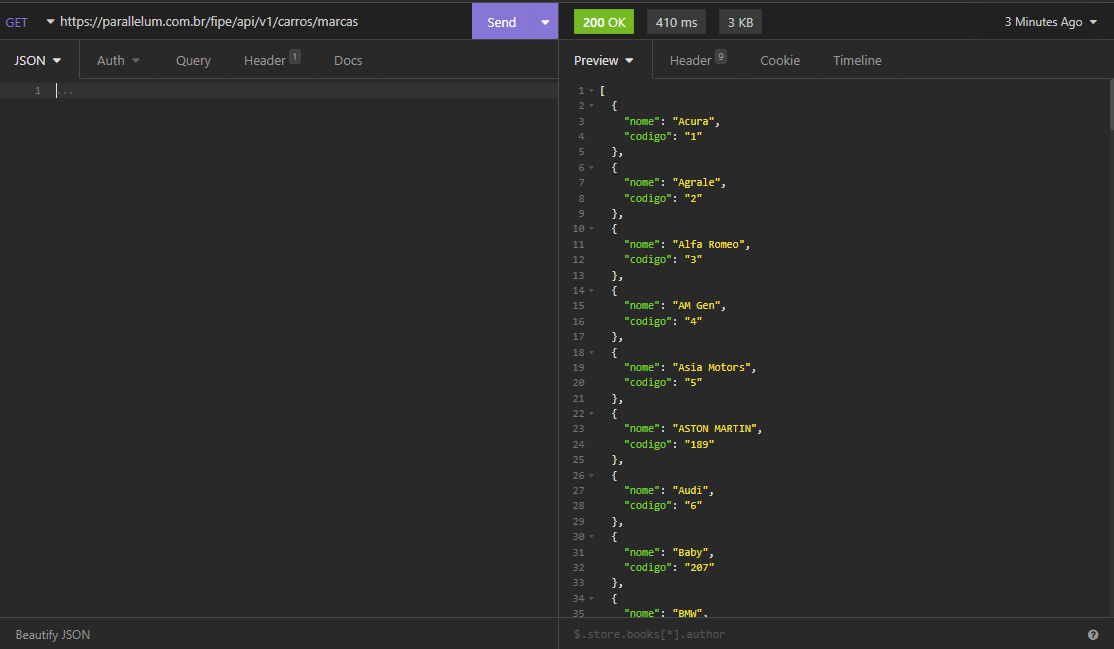 GET https://parallelum.com.br/fipe/api/v1/carros/marcas Send 200 OK 410 ms 3 KB 3 Minutes Ago
JSON Auth Query Header 1 Docs
1 ...
Beautify JSON
Preview Header 9 Cookie Timeline
1 [
2 {
3 "nome": "Acura",
4 "codigo": "1"
5 },
6 {
7 "nome": "Agrale",
8 "codigo": "2"
9 },
10 {
11 "nome": "Alfa Romeo",
12 "codigo": "3"
13 },
14 {
15 "nome": "AM Gen",
16 "codigo": "4"
17 },
18 {
19 "nome": "Asia Motors",
20 "codigo": "5"
21 },
22 {
23 "nome": "ASTON MARTIN",
24 "codigo": "189"
25 },
26 {
27 "nome": "Audi",
28 "codigo": "6"
29 },
30 {
31 "nome": "Baby",
32 "codigo": "207"
33 },
34 {
35 "nome": "BMW",
$.store.books[*].author ?